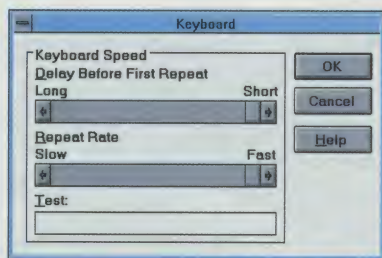 Keyboard
Keyboard Speed
Delay Before First Repeat
Long Short
Repeat Rate
Slow Fast
Test:
OK
Cancel
Help